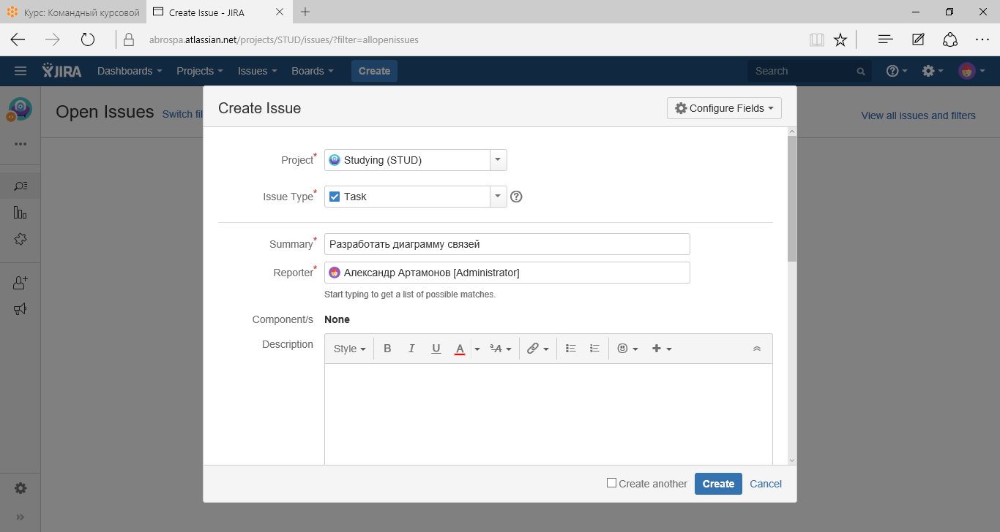 Курс: Командный курсовой
Create Issue - JIRA
abrospa.atlassian.net/projects/STUD/issues/?filter=allopenissues
JIRA Dashboards Projects Issues Boards Create Search
Open Issues Switch fil View all issues and filters
Create Issue Configure Fields
Project* Studying (STUD)
Issue Type* Task
Summary* Разработать диаграмму связей
Reporter* Александр Артамонов [Administrator]
Start typing to get a list of possible matches.
Component/s None
Description Style B I U A ªA
Create another Create Cancel